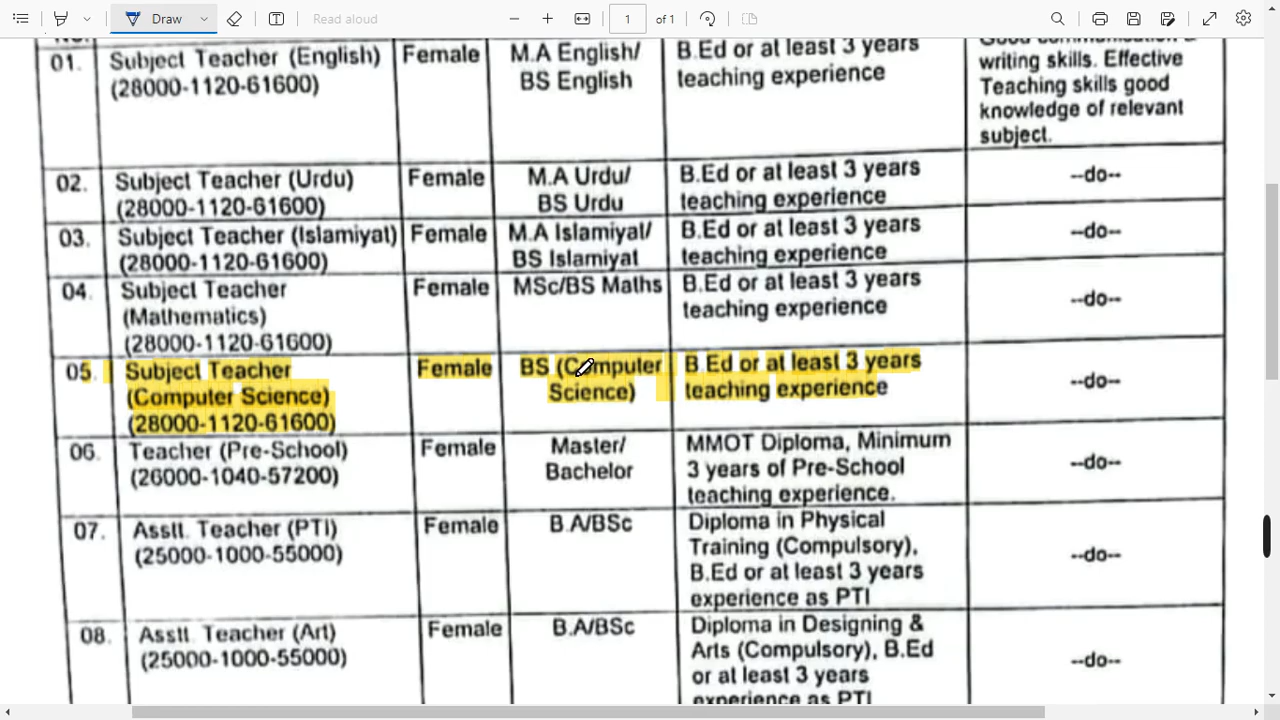 Draw
Read aloud
1 of 1
01. Subject Teacher (English) Female M.A English/ B.Ed or at least 3 years
(28000-1120-61600) BS English teaching experience
writing skills. Effective
Teaching skills good
knowledge of relevant
subject.
02. Subject Teacher (Urdu) Female M.A Urdu/ B.Ed or at least 3 years --do--
(28000-1120-61600) BS Urdu teaching experience
03. Subject Teacher (Islamiyat) Female M.A Islamiyat/ B.Ed or at least 3 years --do--
(28000-1120-61600) BS Islamiyat teaching experience
04. Subject Teacher Female MSc/BS Maths B.Ed or at least 3 years --do--
(Mathematics) teaching experience
(28000-1120-61600)
05. Subject Teacher Female BS (Computer B.Ed or at least 3 years --do--
(Computer Science) Science) teaching experience
(28000-1120-61600)
06. Teacher (Pre-School) Female Master/ MMOT Diploma, Minimum --do--
(26000-1040-57200) Bachelor 3 years of Pre-School
teaching experience.
07. Asstt. Teacher (PTI) Female B.A/BSc Diploma in Physical --do--
(25000-1000-55000) Training (Compulsory),
B.Ed or at least 3 years
experience as PTI
08. Asstt. Teacher (Art) Female B.A/BSc Diploma in Designing & --do--
(25000-1000-55000) Arts (Compulsory), B.Ed
or at least 3 years
experience as PTI